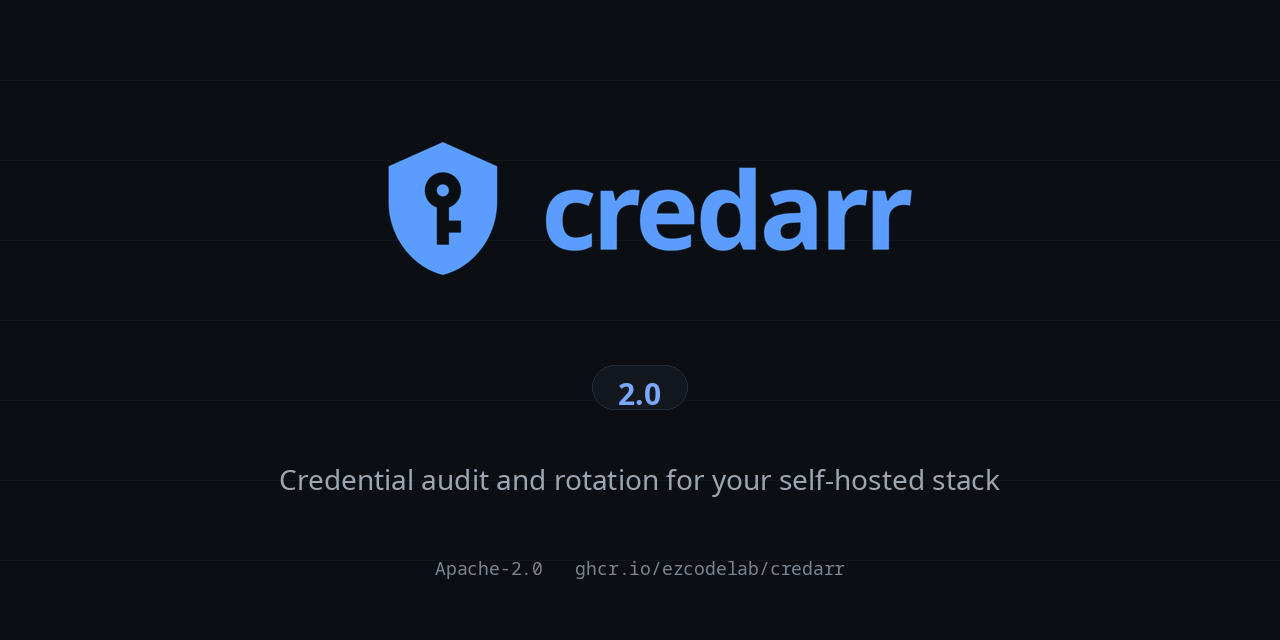 credarr
2.0
Credential audit and rotation for your self-hosted stack
Apache-2.0 ghcr.io/ezcodelab/credarr